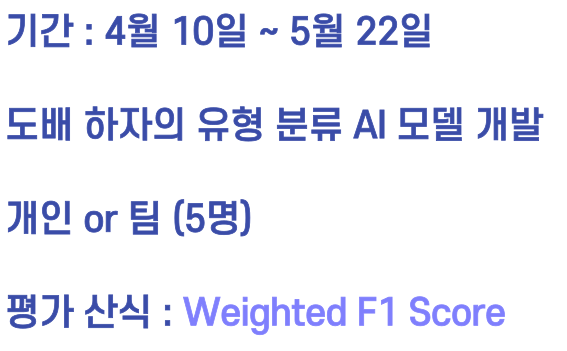 기간 : 4월 10일 ~ 5월 22일
도배 하자의 유형 분류 AI 모델 개발
개인 or 팀 (5명)
평가 산식 : Weighted F1 Score